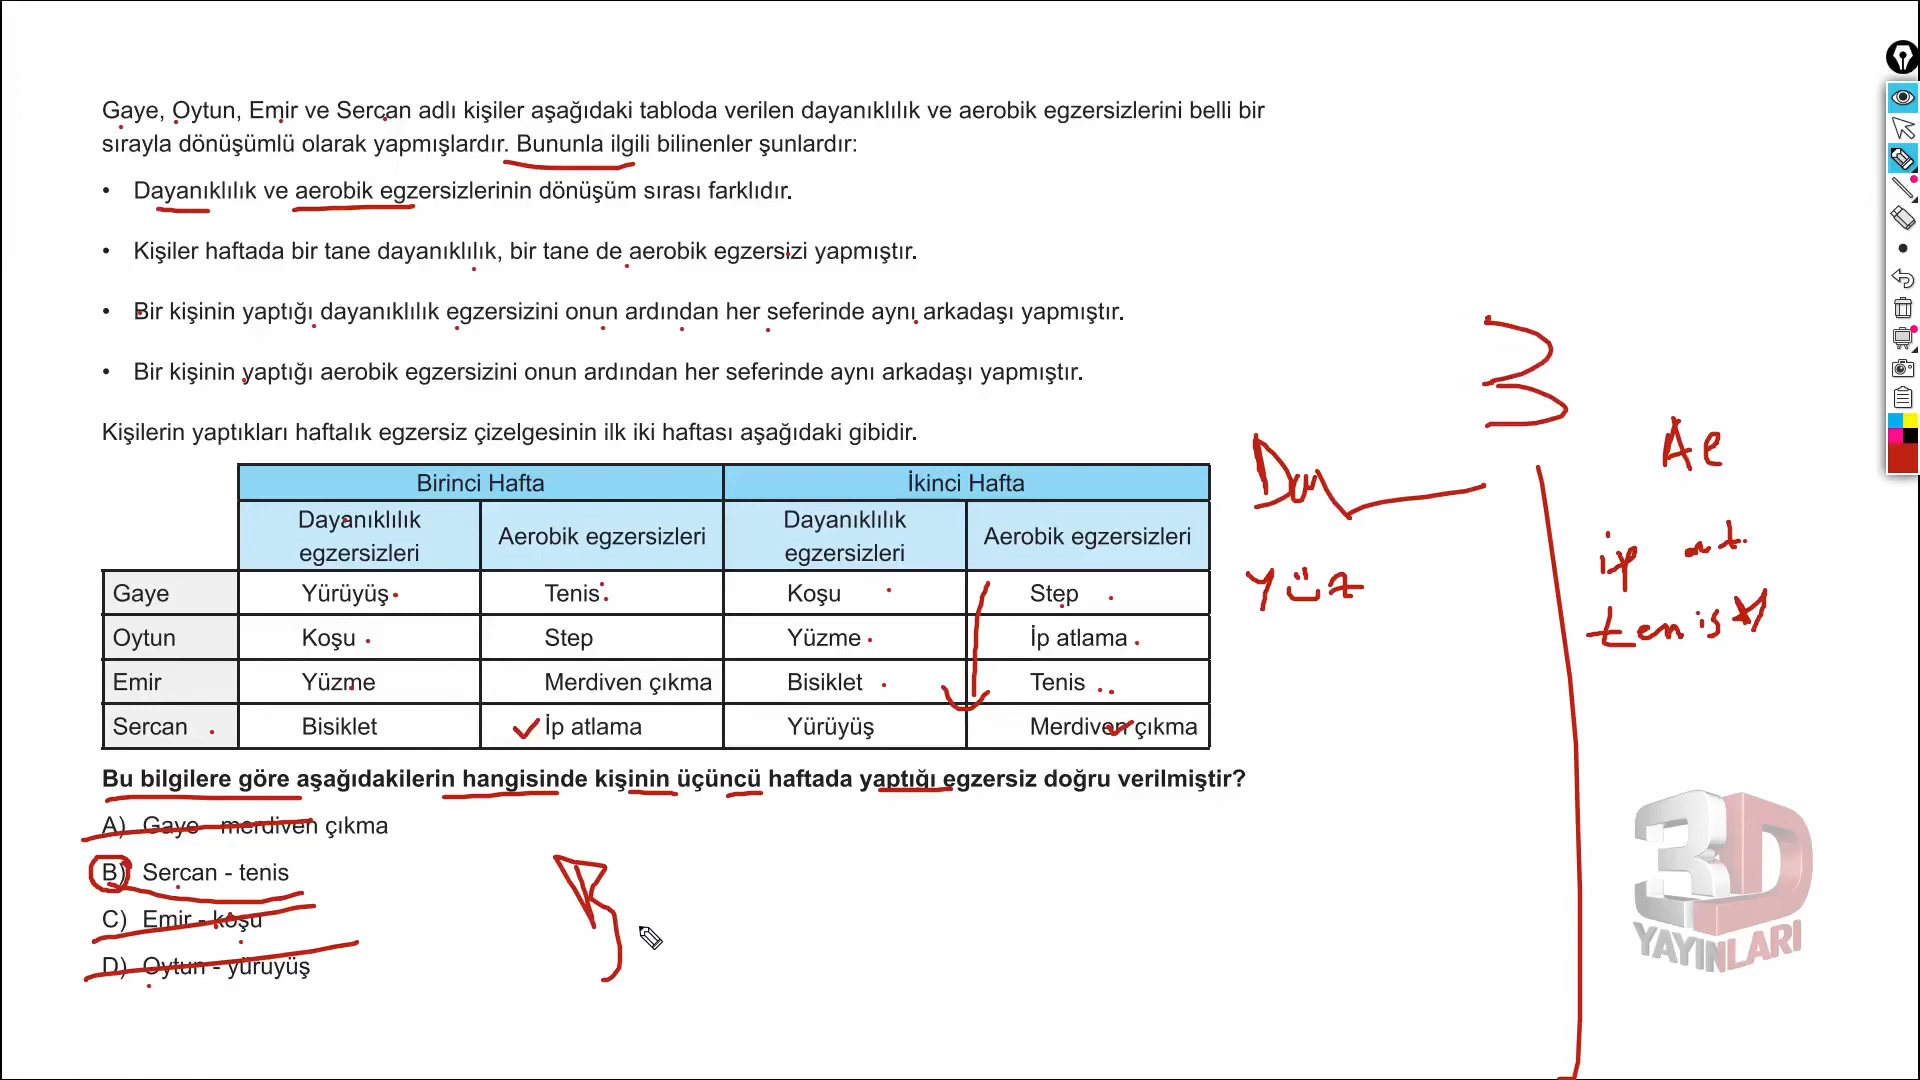 Gaye, Oytun, Emir ve Sercan adlı kişiler aşağıdaki tabloda verilen dayanıklılık ve aerobik egzersizlerini belli bir
sırayla dönüşümlü olarak yapmışlardır. Bununla ilgili bilinenler şunlardır:
• Dayanıklılık ve aerobik egzersizlerinin dönüşüm sırası farklıdır.
• Kişiler haftada bir tane dayanıklılık, bir tane de aerobik egzersizi yapmıştır.
• Bir kişinin yaptığı dayanıklılık egzersizini onun ardından her seferinde aynı arkadaşı yapmıştır.
• Bir kişinin yaptığı aerobik egzersizini onun ardından her seferinde aynı arkadaşı yapmıştır.
Kişilerin yaptıkları haftalık egzersiz çizelgesinin ilk iki haftası aşağıdaki gibidir.
Birinci Hafta İkinci Hafta
Dayanıklılık egzersizleri Aerobik egzersizleri Dayanıklılık egzersizleri Aerobik egzersizleri
Gaye Yürüyüş Tenis Koşu Step
Oytun Koşu Step Yüzme İp atlama
Emir Yüzme Merdiven çıkma Bisiklet Tenis
Sercan Bisiklet İp atlama Yürüyüş Merdiven çıkma
Bu bilgilere göre aşağıdakilerin hangisinde kişinin üçüncü haftada yaptığı egzersiz doğru verilmiştir?
A) Gaye - merdiven çıkma
B) Sercan - tenis
C) Emir - koşu
D) Oytun - yürüyüş
3
Day
Ae
yüz
ip at.
tenis
3D
YAYINLARI